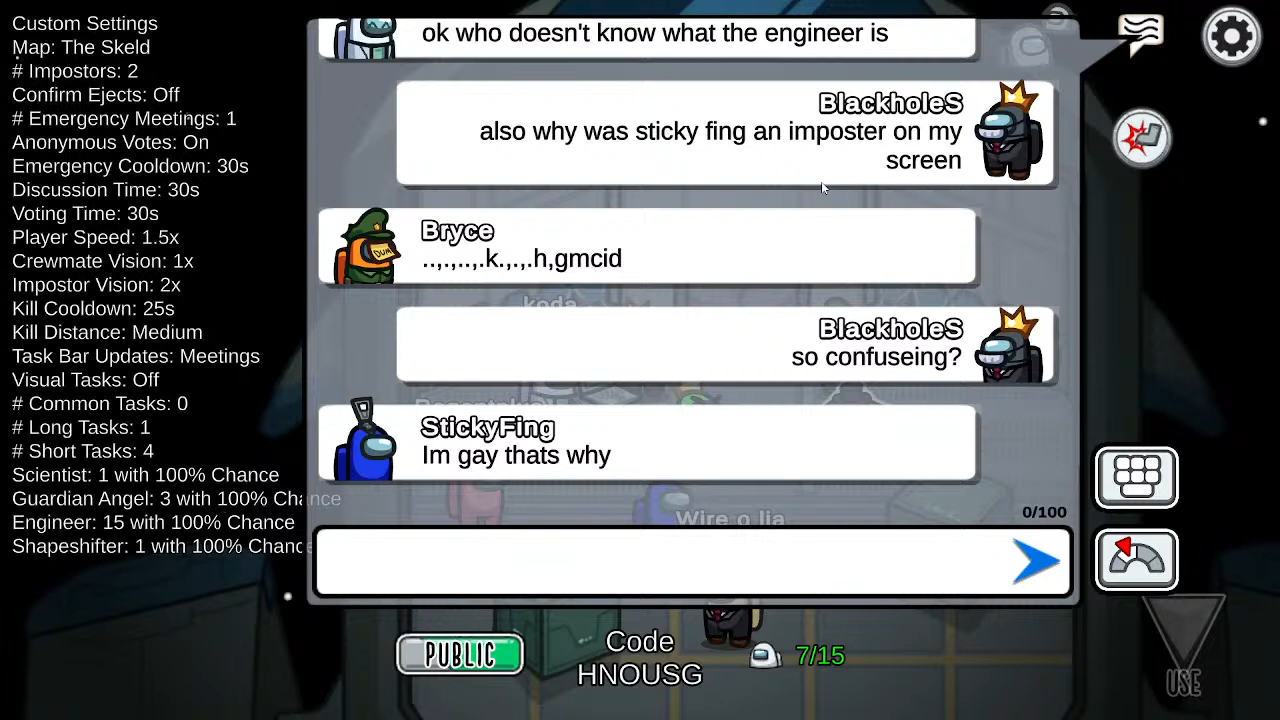 Custom Settings
Map: The Skeld
# Impostors: 2
Confirm Ejects: Off
# Emergency Meetings: 1
Anonymous Votes: On
Emergency Cooldown: 30s
Discussion Time: 30s
Voting Time: 30s
Player Speed: 1.5x
Crewmate Vision: 1x
Impostor Vision: 2x
Kill Cooldown: 25s
Kill Distance: Medium
Task Bar Updates: Meetings
Visual Tasks: Off
# Common Tasks: 0
# Long Tasks: 1
# Short Tasks: 4
Scientist: 1 with 100% Chance
Guardian Angel: 3 with 100% Chance
Engineer: 15 with 100% Chance
Shapeshifter: 1 with 100% Chanc
ok who doesn't know what the engineer is
BlackholeS
also why was sticky fing an imposter on my
screen
Bryce
DUM
..,.,..,.k.,.,.h,gmcid
koda
BlackholeS
so confuseing?
StickyFing
Im gay thats why
Wire g lia
0/100
PUBLIC
Code
HNOUSG
7/15
USE